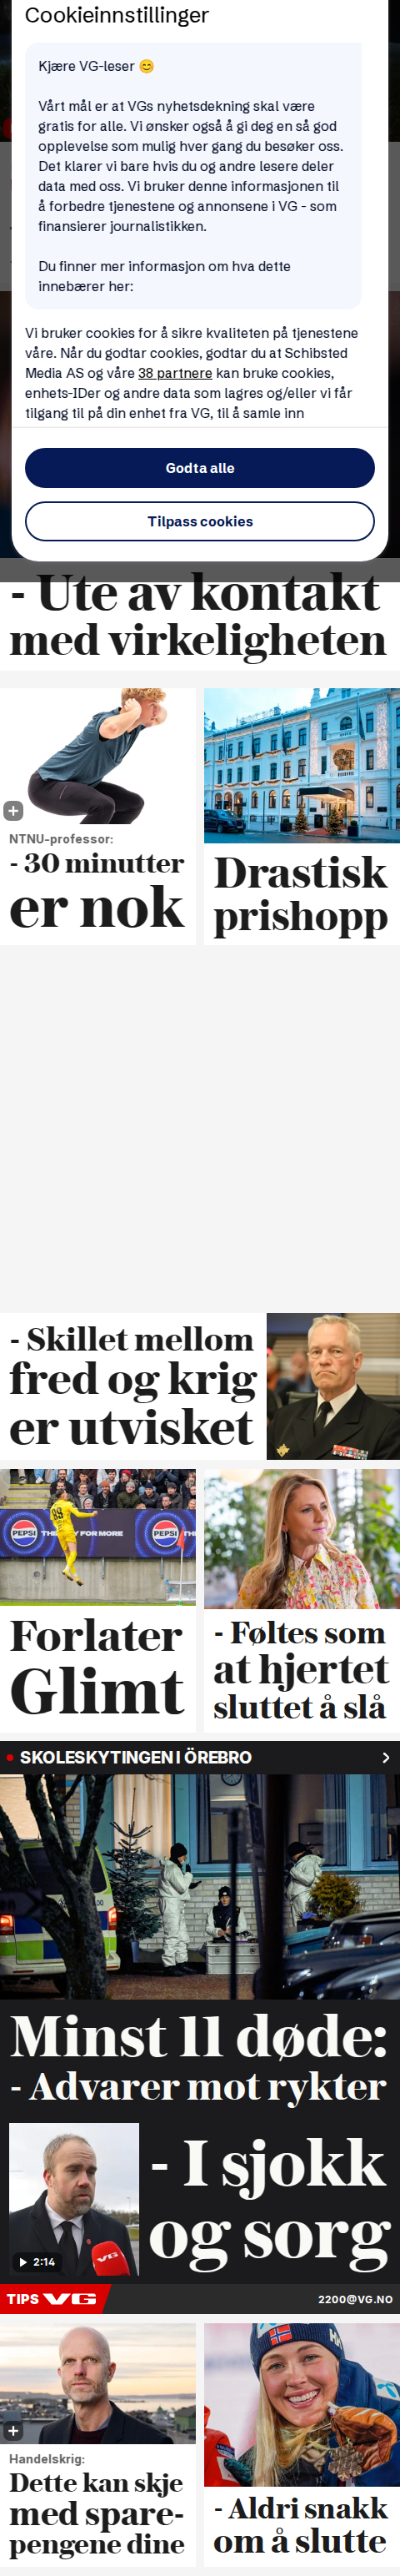 Cookieinnstillinger
Kjære VG-leser 😊
Vårt mål er at VGs nyhetsdekning skal være
gratis for alle. Vi ønsker også å gi deg en så god
opplevelse som mulig hver gang du besøker oss.
Det klarer vi bare hvis du og andre lesere deler
data med oss. Vi bruker denne informasjonen til
å forbedre tjenestene og annonsene i VG - som
finansierer journalistikken.
Du finner mer informasjon om hva dette
innebærer her:
Vi bruker cookies for å sikre kvaliteten på tjenestene
våre. Når du godtar cookies, godtar du at Schibsted
Media AS og våre 38 partnere kan bruke cookies,
enhets-IDer og andre data som lagres og/eller vi får
tilgang til på din enhet fra VG, til å samle inn
Godta alle
Tilpass cookies
- Ute av kontakt
med virkeligheten
NTNU-professor:
- 30 minutter
er nok
Drastisk
prishopp
- Skillet mellom
fred og krig
er utvisket
PEPSI
FOR MORE
PEPSI
Forlater
Glimt
- Føltes som
at hjertet
sluttet å slå
SKOLESKYTINGEN I ÖREBRO
Minst 11 døde:
- Advarer mot rykter
VG
2:14
- I sjokk
og sorg
TIPS VG
2200@VG.NO
Handelskrig:
Dette kan skje
med spare-
pengene dine
- Aldri snakk
om å slutte